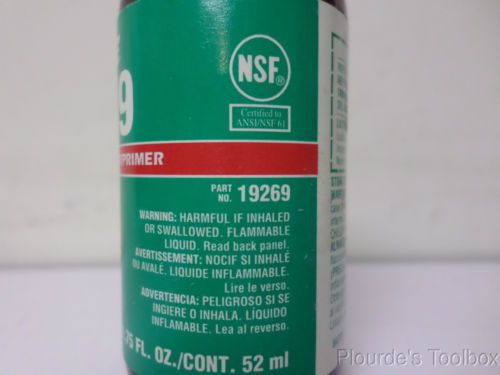 NSF
Certified to
ANSI/NSF 61
9
PRIMER
PART
NO. 19269
WARNING: HARMFUL IF INHALED
OR SWALLOWED. FLAMMABLE
LIQUID. Read back panel.
AVERTISSEMENT: NOCIF SI INHALÉ
OU AVALÉ. LIQUIDE INFLAMMABLE.
Lire le verso.
ADVERTENCIA: PELIGROSO SI SE
INGIERE O INHALA. LÍQUIDO
INFLAMABLE. Lea al reverso.
.75 FL. OZ./CONT. 52 ml
Plourde's Toolbox